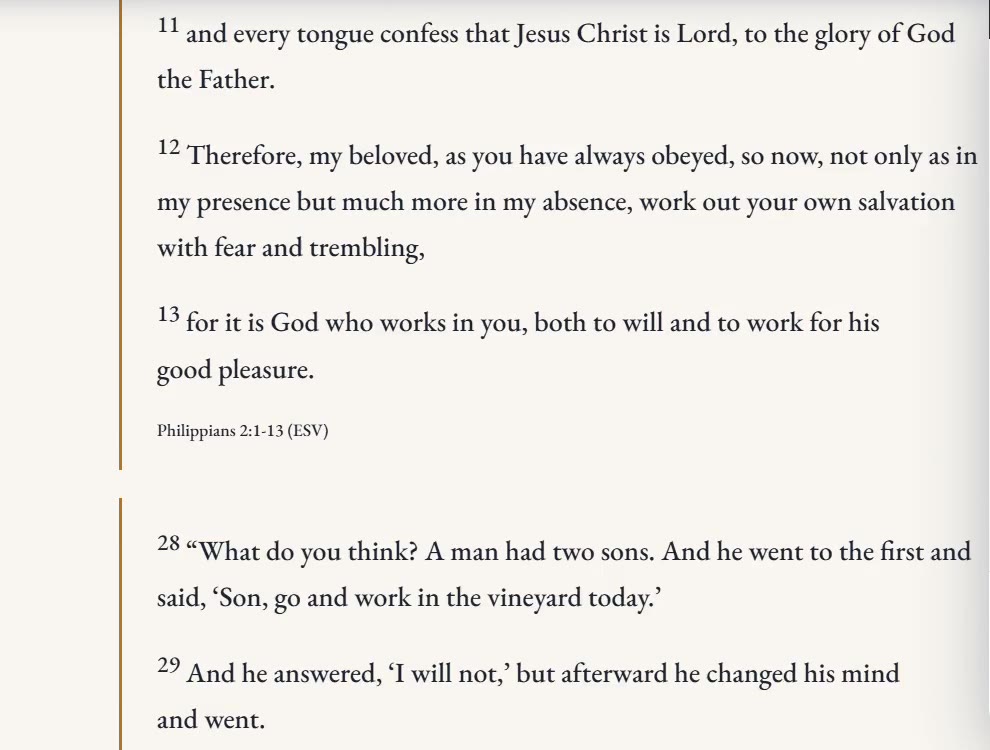 11 and every tongue confess that Jesus Christ is Lord, to the glory of God
the Father.
12 Therefore, my beloved, as you have always obeyed, so now, not only as in
my presence but much more in my absence, work out your own salvation
with fear and trembling,
13 for it is God who works in you, both to will and to work for his
good pleasure.
Philippians 2:1-13 (ESV)
28 “What do you think? A man had two sons. And he went to the first and
said, ‘Son, go and work in the vineyard today.’
29 And he answered, ‘I will not,’ but afterward he changed his mind
and went.